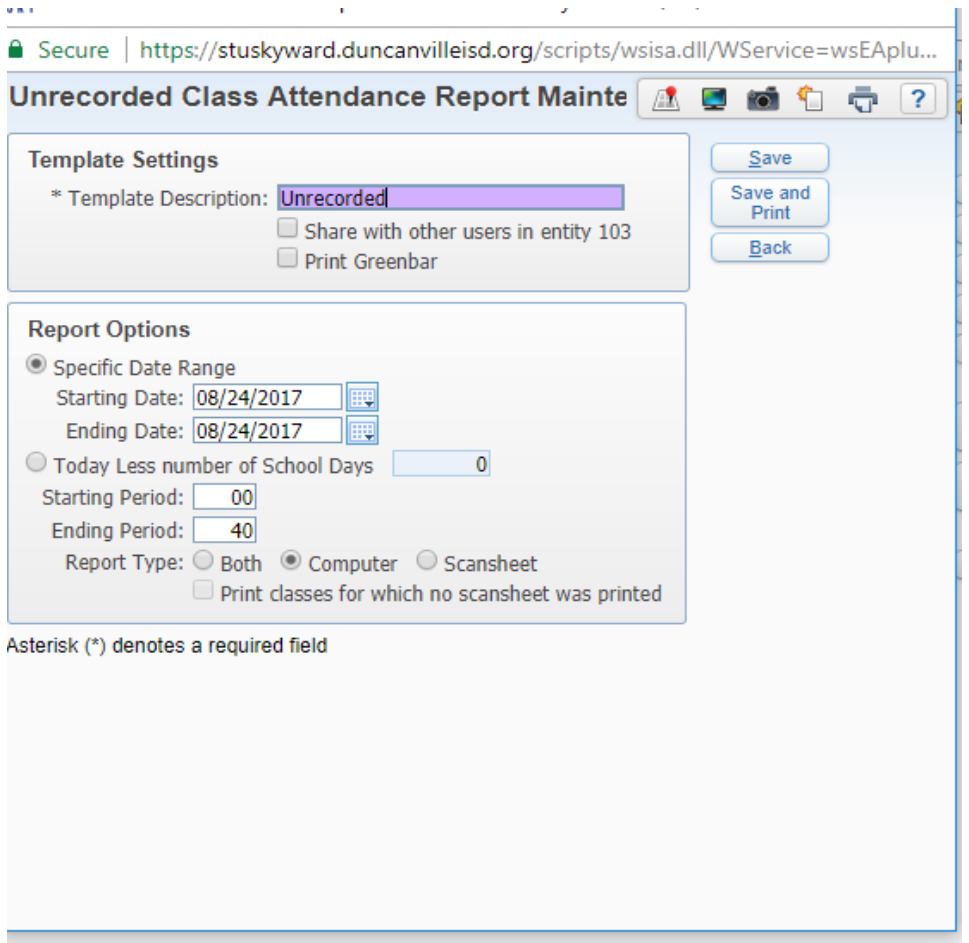 Secure | https://stuskyward.duncanvilleisd.org/scripts/wsisa.dll/WService=wsEAplu...
Unrecorded Class Attendance Report Mainte ?
Template Settings
* Template Description: Unrecorded
Share with other users in entity 103
Print Greenbar
Save
Save and
Print
Back
Report Options
Specific Date Range
Starting Date: 08/24/2017
Ending Date: 08/24/2017
Today Less number of School Days 0
Starting Period: 00
Ending Period: 40
Report Type: Both Computer Scansheet
Print classes for which no scansheet was printed
Asterisk (*) denotes a required field